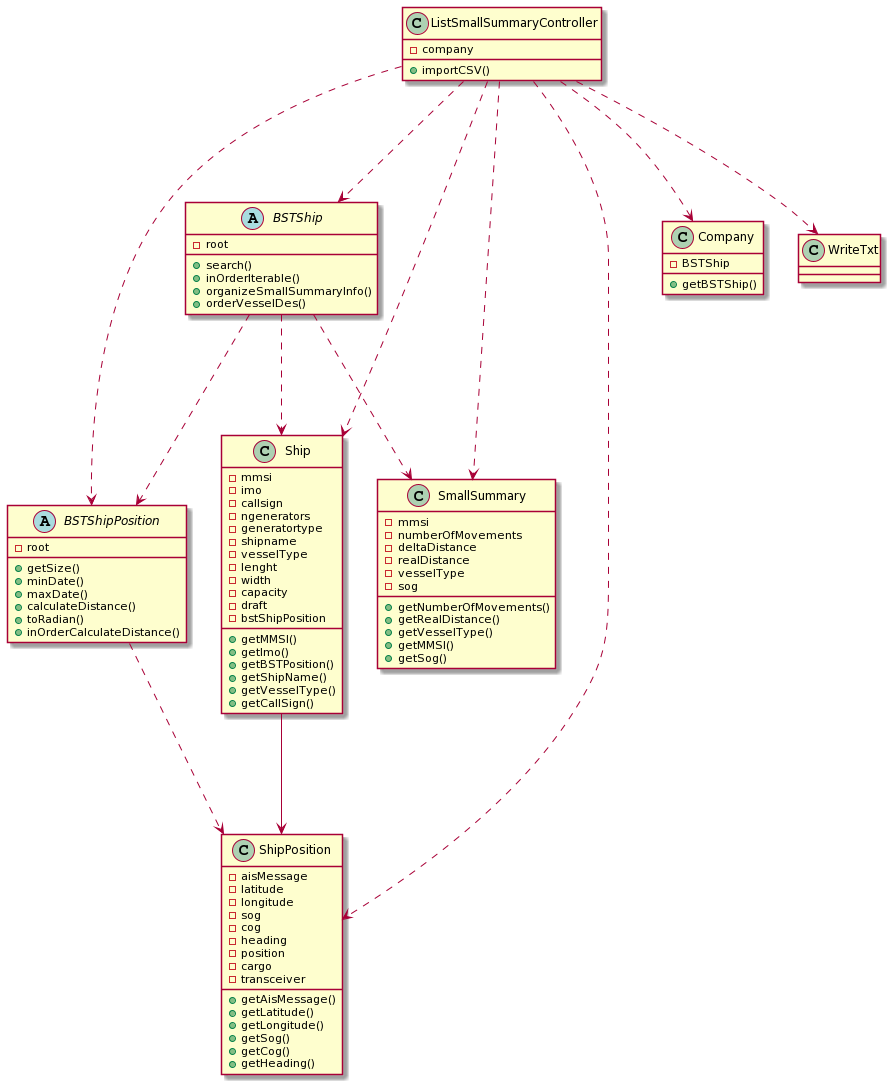 C ListSmallSummaryController
company
importCSV()
A BSTShip
root
search()
inOrderIterable()
organizeSmallSummaryInfo()
orderVesselDes()
C Company
BSTShip
getBSTShip()
C WriteTxt
C Ship
mmsi
imo
callsign
ngenerators
generatortype
shipname
vesselType
lenght
width
capacity
draft
bstShipPosition
getMMSI()
getImo()
getBSTPosition()
getShipName()
getVesselType()
getCallSign()
C SmallSummary
mmsi
numberOfMovements
deltaDistance
realDistance
vesselType
sog
getNumberOfMovements()
getRealDistance()
getVesselType()
getMMSI()
getSog()
A BSTShipPosition
root
getSize()
minDate()
maxDate()
calculateDistance()
toRadian()
inOrderCalculateDistance()
C ShipPosition
aisMessage
latitude
longitude
sog
cog
heading
position
cargo
transceiver
getAisMessage()
getLatitude()
getLongitude()
getSog()
getCog()
getHeading()